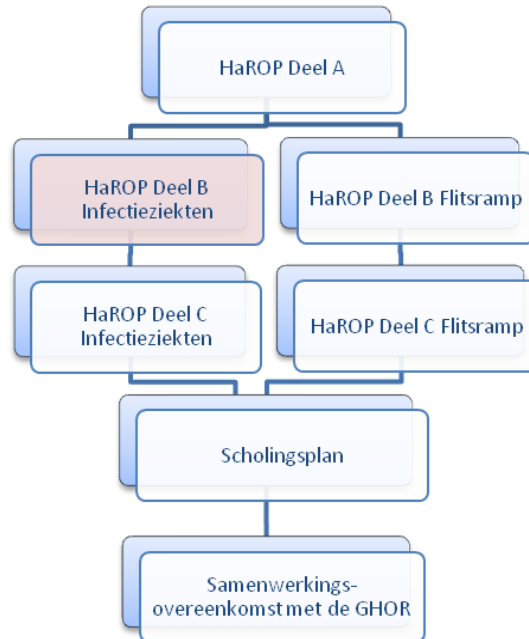 HaROP Deel A
HaROP Deel B
Infectieziekten
HaROP Deel B Flitsramp
HaROP Deel C
Infectieziekten
HaROP Deel C Flitsramp
Scholingsplan
Samenwerkings-
overeenkomst met de GHOR